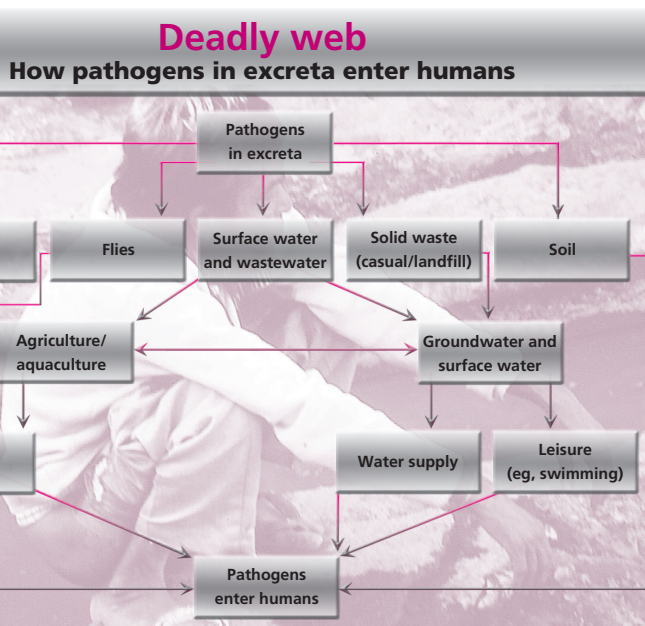 Deadly web
How pathogens in excreta enter humans
Pathogens
in excreta
Flies
Surface water
and wastewater
Solid waste
(casual/landfill)
Soil
Agriculture/
aquaculture
Groundwater and
surface water
Water supply
Leisure
(eg, swimming)
Pathogens
enter humans